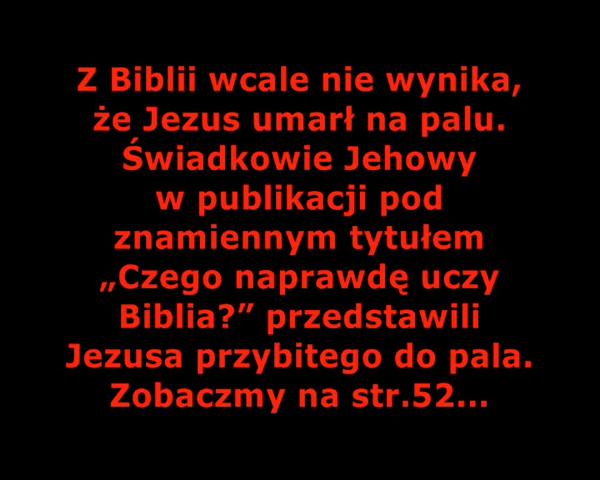 Z Biblii wcale nie wynika,
że Jezus umarł na palu.
Świadkowie Jehowy
w publikacji pod
znamiennym tytułem
„Czego naprawdę uczy
Biblia?” przedstawili
Jezusa przybitego do pala.
Zobaczmy na str.52...